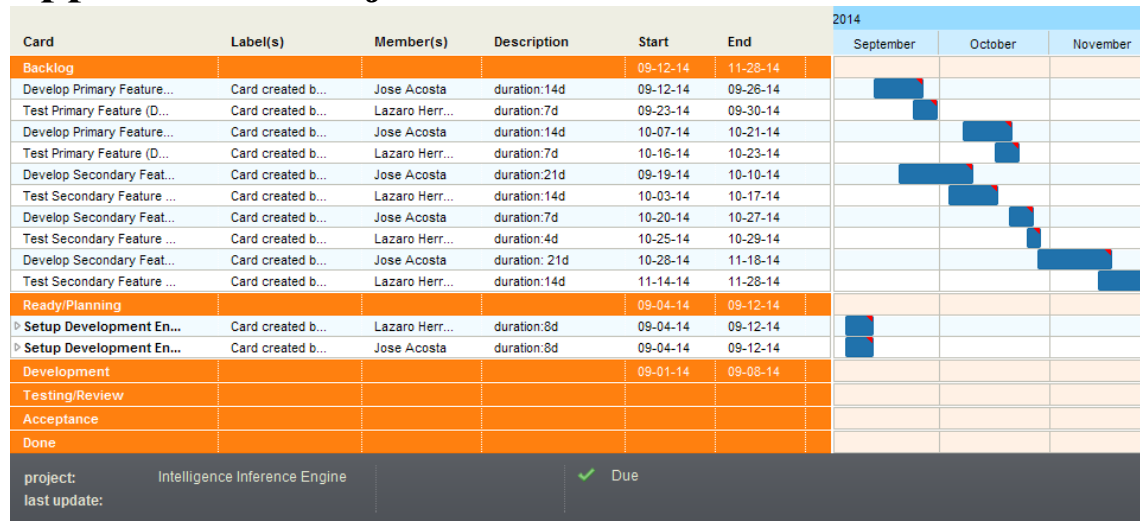 2014
Card Label(s) Member(s) Description Start End September October November
Backlog 09-12-14 11-28-14
Develop Primary Feature... Card created b... Jose Acosta duration:14d 09-12-14 09-26-14
Test Primary Feature (D... Card created b... Lazaro Herr... duration:7d 09-23-14 09-30-14
Develop Primary Feature... Card created b... Jose Acosta duration:14d 10-07-14 10-21-14
Test Primary Feature (D... Card created b... Lazaro Herr... duration:7d 10-16-14 10-23-14
Develop Secondary Feat... Card created b... Jose Acosta duration:21d 09-19-14 10-10-14
Test Secondary Feature ... Card created b... Lazaro Herr... duration:14d 10-03-14 10-17-14
Develop Secondary Feat... Card created b... Jose Acosta duration:7d 10-20-14 10-27-14
Test Secondary Feature ... Card created b... Lazaro Herr... duration:4d 10-25-14 10-29-14
Develop Secondary Feat... Card created b... Jose Acosta duration: 21d 10-28-14 11-18-14
Test Secondary Feature ... Card created b... Lazaro Herr... duration:14d 11-14-14 11-28-14
Ready/Planning 09-04-14 09-12-14
Setup Development En... Card created b... Lazaro Herr... duration:8d 09-04-14 09-12-14
Setup Development En... Card created b... Jose Acosta duration:8d 09-04-14 09-12-14
Development 09-01-14 09-08-14
Testing/Review
Acceptance
Done
project: Intelligence Inference Engine Due
last update: